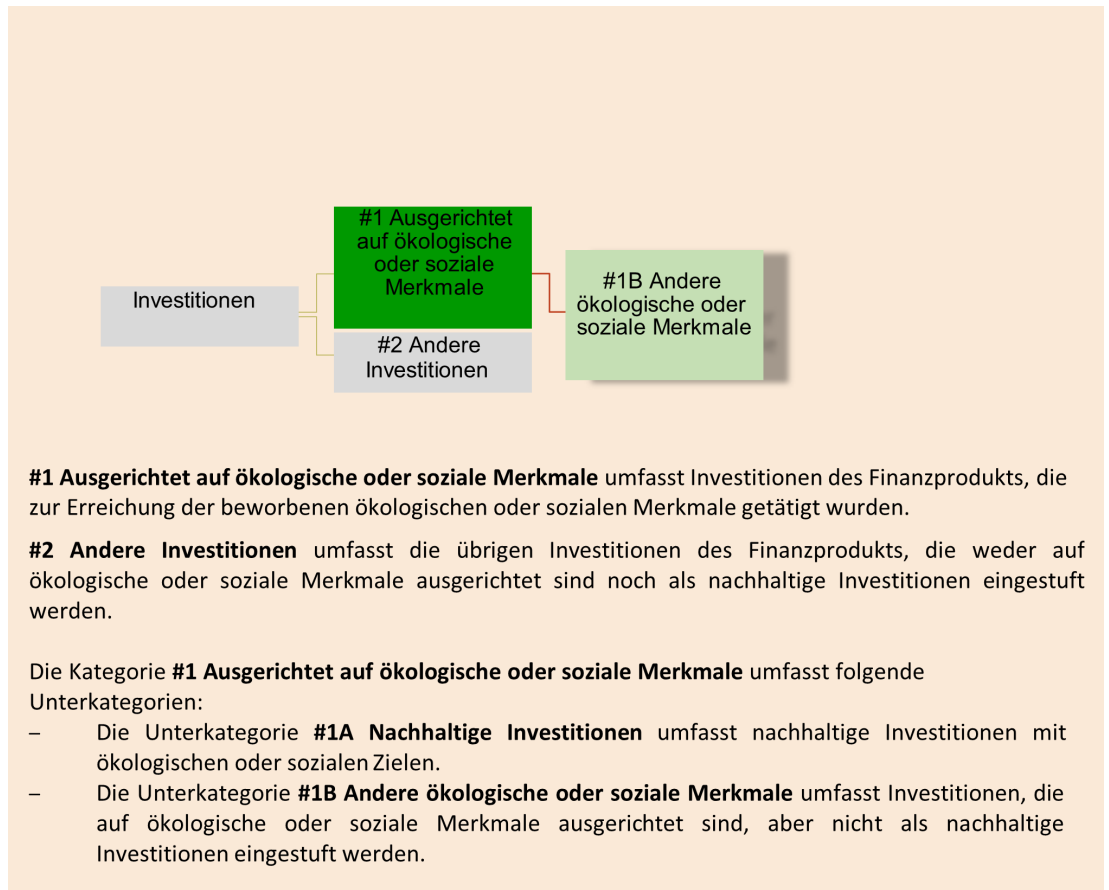 #1 Ausgerichtet
auf ökologische
oder soziale
Merkmale
Investitionen
#2 Andere
Investitionen
#1B Andere
ökologische oder
soziale Merkmale
#1 Ausgerichtet auf ökologische oder soziale Merkmale umfasst Investitionen des Finanzprodukts, die
zur Erreichung der beworbenen ökologischen oder sozialen Merkmale getätigt wurden.
#2 Andere Investitionen umfasst die übrigen Investitionen des Finanzprodukts, die weder auf
ökologische oder soziale Merkmale ausgerichtet sind noch als nachhaltige Investitionen eingestuft
werden.
Die Kategorie #1 Ausgerichtet auf ökologische oder soziale Merkmale umfasst folgende
Unterkategorien:
– Die Unterkategorie #1A Nachhaltige Investitionen umfasst nachhaltige Investitionen mit
ökologischen oder sozialen Zielen.
– Die Unterkategorie #1B Andere ökologische oder soziale Merkmale umfasst Investitionen, die
auf ökologische oder soziale Merkmale ausgerichtet sind, aber nicht als nachhaltige
Investitionen eingestuft werden.